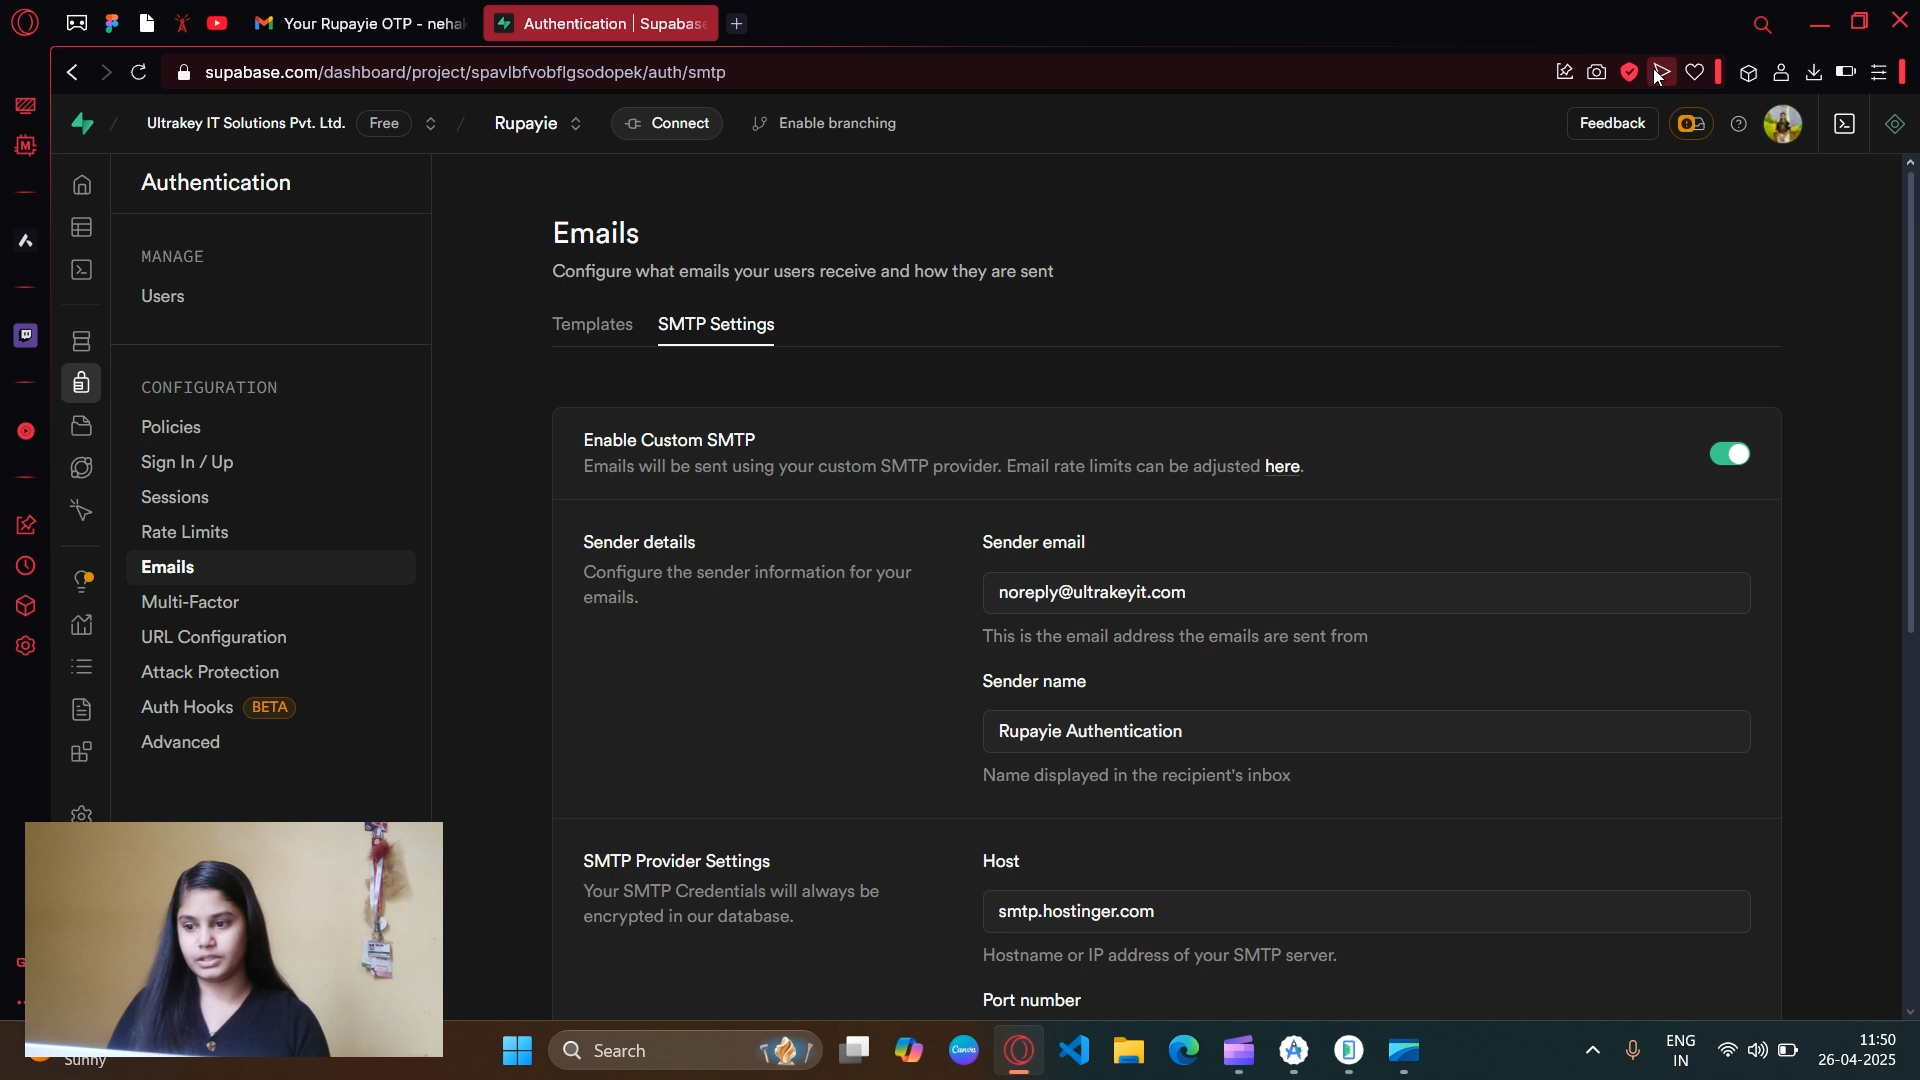 Your Rupayie OTP - nehak
Authentication | Supabase
supabase.com/dashboard/project/spavlbfvobflgsodopek/auth/smtp
Ultrakey IT Solutions Pvt. Ltd. Free
Rupayie
Connect
Enable branching
Feedback
Authentication
MANAGE
Users
CONFIGURATION
Policies
Sign In / Up
Sessions
Rate Limits
Emails
Multi-Factor
URL Configuration
Attack Protection
Auth Hooks BETA
Advanced
Emails
Configure what emails your users receive and how they are sent
Templates SMTP Settings
Enable Custom SMTP
Emails will be sent using your custom SMTP provider. Email rate limits can be adjusted here.
Sender details
Configure the sender information for your
emails.
Sender email
noreply@ultrakeyit.com
This is the email address the emails are sent from
Sender name
Rupayie Authentication
Name displayed in the recipient's inbox
SMTP Provider Settings
Your SMTP Credentials will always be
encrypted in our database.
Host
smtp.hostinger.com
Hostname or IP address of your SMTP server.
Port number
Sunny
Search
Canva
ENG
IN
11:50
26-04-2025